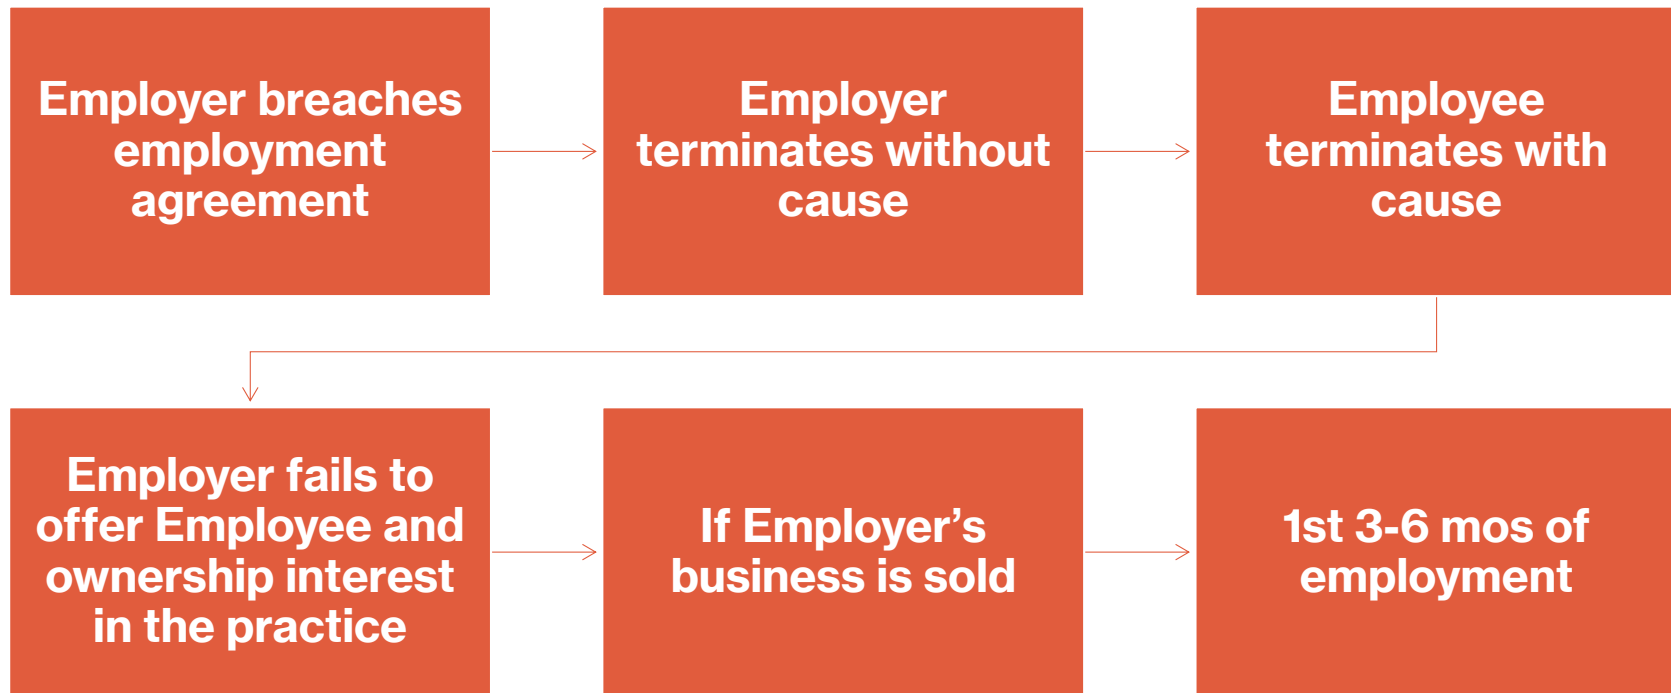 Employer breaches
employment
agreement
Employer
terminates without
cause
Employee
terminates with
cause
Employer fails to
offer Employee and
ownership interest
in the practice
If Employer’s
business is sold
1st 3-6 mos of
employment